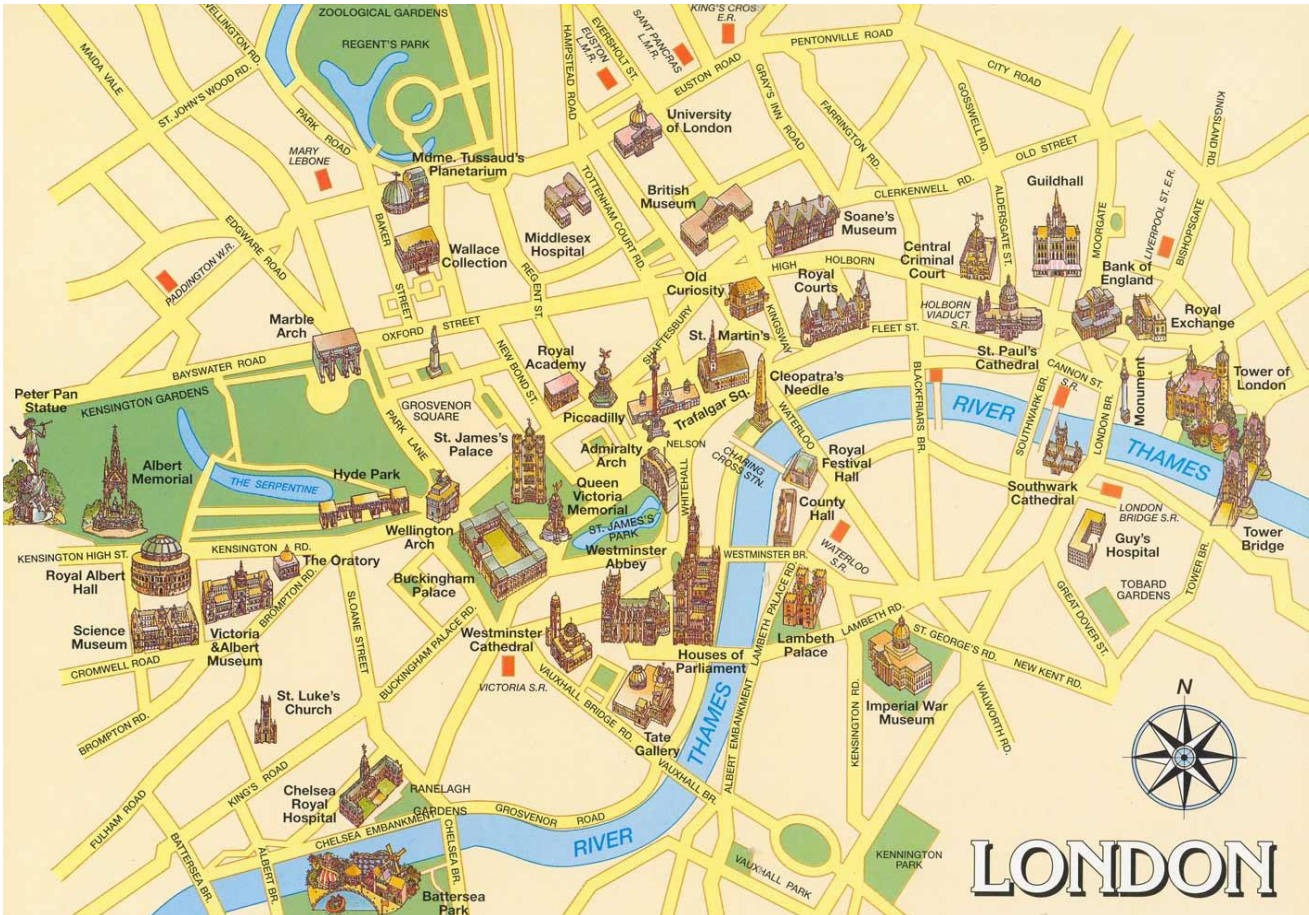 ZOOLOGICAL GARDENS
REGENT'S PARK
WELLINGTON RD.
MAIDA VALE
ST. JOHN'S WOOD RD.
PARK ROAD
MARY
LEBONE
HAMPSTEAD ROAD
EVERSHOLT ST.
EUSTON
L.M.R.
SANT PANCRAS
L.M.R.
KING'S CROS
E.R.
EUSTON ROAD
PENTONVILLE ROAD
GRAY'S INN ROAD
FARRINGTON RD.
CITY ROAD
GOSSWELL RD.
OLD STREET
KINGSLAND RD.
University
of London
Mdme. Tussaud's
Planetarium
TOTTENHAM COURT RD.
British
Museum
CLERKENWELL RD.
ALDERSGATE ST.
Guildhall
MOORGATE
LIVERPOOL ST. E.R.
BISHOPSGATE
EDGWARE ROAD
PADDINGTON W.R.
BAKER
STREET
Wallace
Collection
Middlesex
Hospital
REGENT ST.
Soane's
Museum
Central
Criminal
Court
HIGH HOLBORN
Old
Curiosity
Royal
Courts
KINGSWAY
HOLBORN
VIADUCT
S.R.
Bank of
England
Royal
Exchange
Marble
Arch
OXFORD STREET
NEW BOND ST.
SHAFTESBURY
St. Martin's
FLEET ST.
St. Paul's
Cathedral
CANNON ST.
S.R.
BAYSWATER ROAD
Royal
Academy
Piccadilly
Trafalgar Sq.
Cleopatra's
Needle
BLACKFRIARS BR.
RIVER
SOUTHWARK BR.
LONDON BR.
Monument
Tower of
London
THAMES
Peter Pan
Statue
KENSINGTON GARDENS
GROSVENOR
SQUARE
PARK LANE
St. James's
Palace
Admiralty
Arch
NELSON
WHITEHALL
CHARING
CROSS STN.
WATERLOO
Royal
Festival
Hall
Albert
Memorial
THE SERPENTINE
Hyde Park
Queen
Victoria
Memorial
ST. JAMES'S
PARK
County
Hall
Southwark
Cathedral
LONDON
BRIDGE S.R.
Guy's
Hospital
Tower
Bridge
Wellington
Arch
Westminster
Abbey
WESTMINSTER BR.
WATERLOO
S.R.
KENSINGTON HIGH ST.
KENSINGTON RD.
The Oratory
Royal Albert
Hall
Buckingham
Palace
TOBARD
GARDENS
TOWER BR.
GREAT DOVER ST.
BROMPTON RD.
SLOANE STREET
BUCKINGHAM PALACE RD.
Science
Museum
Victoria
&Albert
Museum
Westminster
Cathedral
Houses of
Parliament
LAMBETH PALACE RD.
Lambeth
Palace
LAMBETH RD.
ST. GEORGE'S RD.
NEW KENT RD.
CROMWELL ROAD
VICTORIA S.R.
VAUXHALL BRIDGE RD.
Tate
Gallery
THAMES
ALBERT EMBANKMENT
KENSINGTON RD.
Imperial War
Museum
WALWORTH RD.
N
BROMPTON RD.
St. Luke's
Church
KING'S ROAD
Chelsea
Royal
Hospital
RANELAGH
GARDENS
GROSVENOR ROAD
VAUXHALL BR.
FULHAM ROAD
BATTERSEA BR.
ALBERT BR.
CHELSEA EMBANKMENT
CHELSEA BR.
RIVER
VAUXHALL PARK
KENNINGTON
PARK
Battersea
Park
LONDON